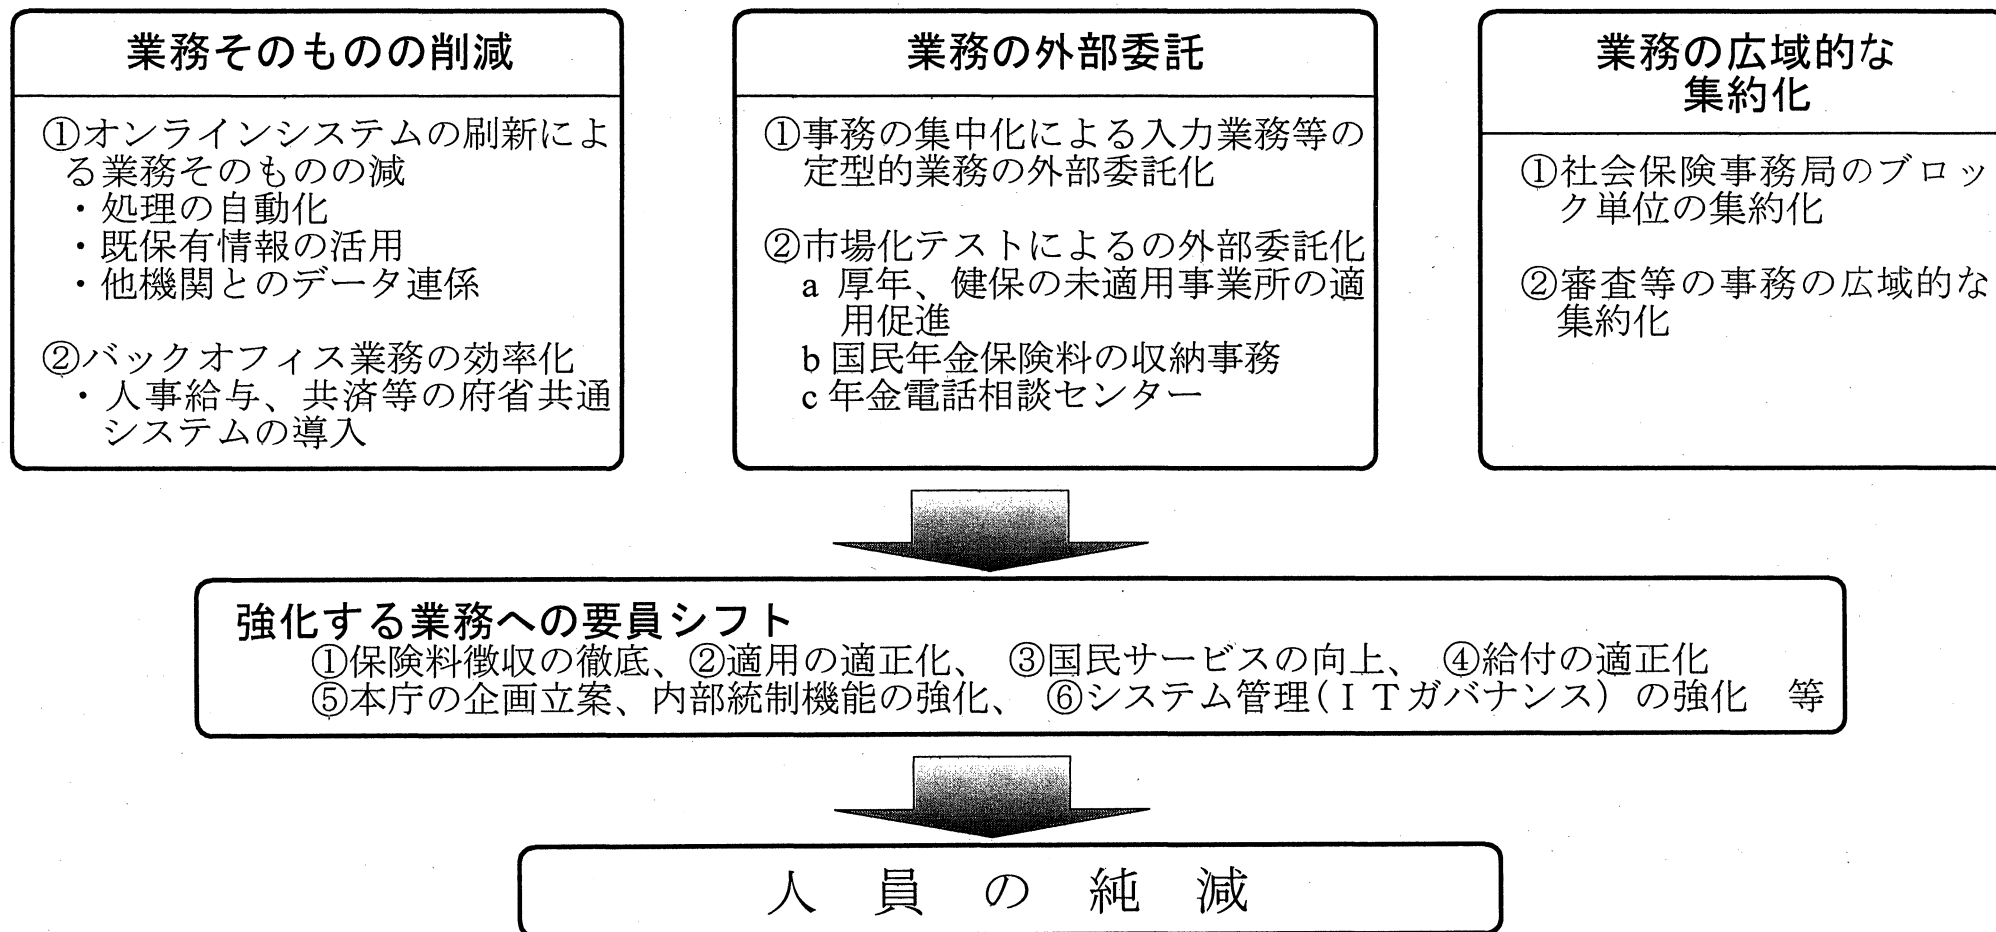 業務そのものの削減
①オンラインシステムの刷新によ
る業務そのものの減
・処理の自動化
・既保有情報の活用
・他機関とのデータ連係
②バックオフィス業務の効率化
・人事給与、共済等の府省共通
システムの導入
業務の外部委託
①事務の集中化による入力業務等の
定型的業務の外部委託化
②市場化テストによるの外部委託化
a 厚年、健保の未適用事業所の適
用促進
b 国民年金保険料の収納事務
c 年金電話相談センター
業務の広域的な
集約化
①社会保険事務局のブロッ
ク単位の集約化
②審査等の事務の広域的な
集約化
強化する業務への要員シフト
①保険料徴収の徹底、②適用の適正化、 ③国民サービスの向上、 ④給付の適正化
⑤本庁の企画立案、内部統制機能の強化、 ⑥システム管理(ITガバナンス) の強化 等
人員の純減